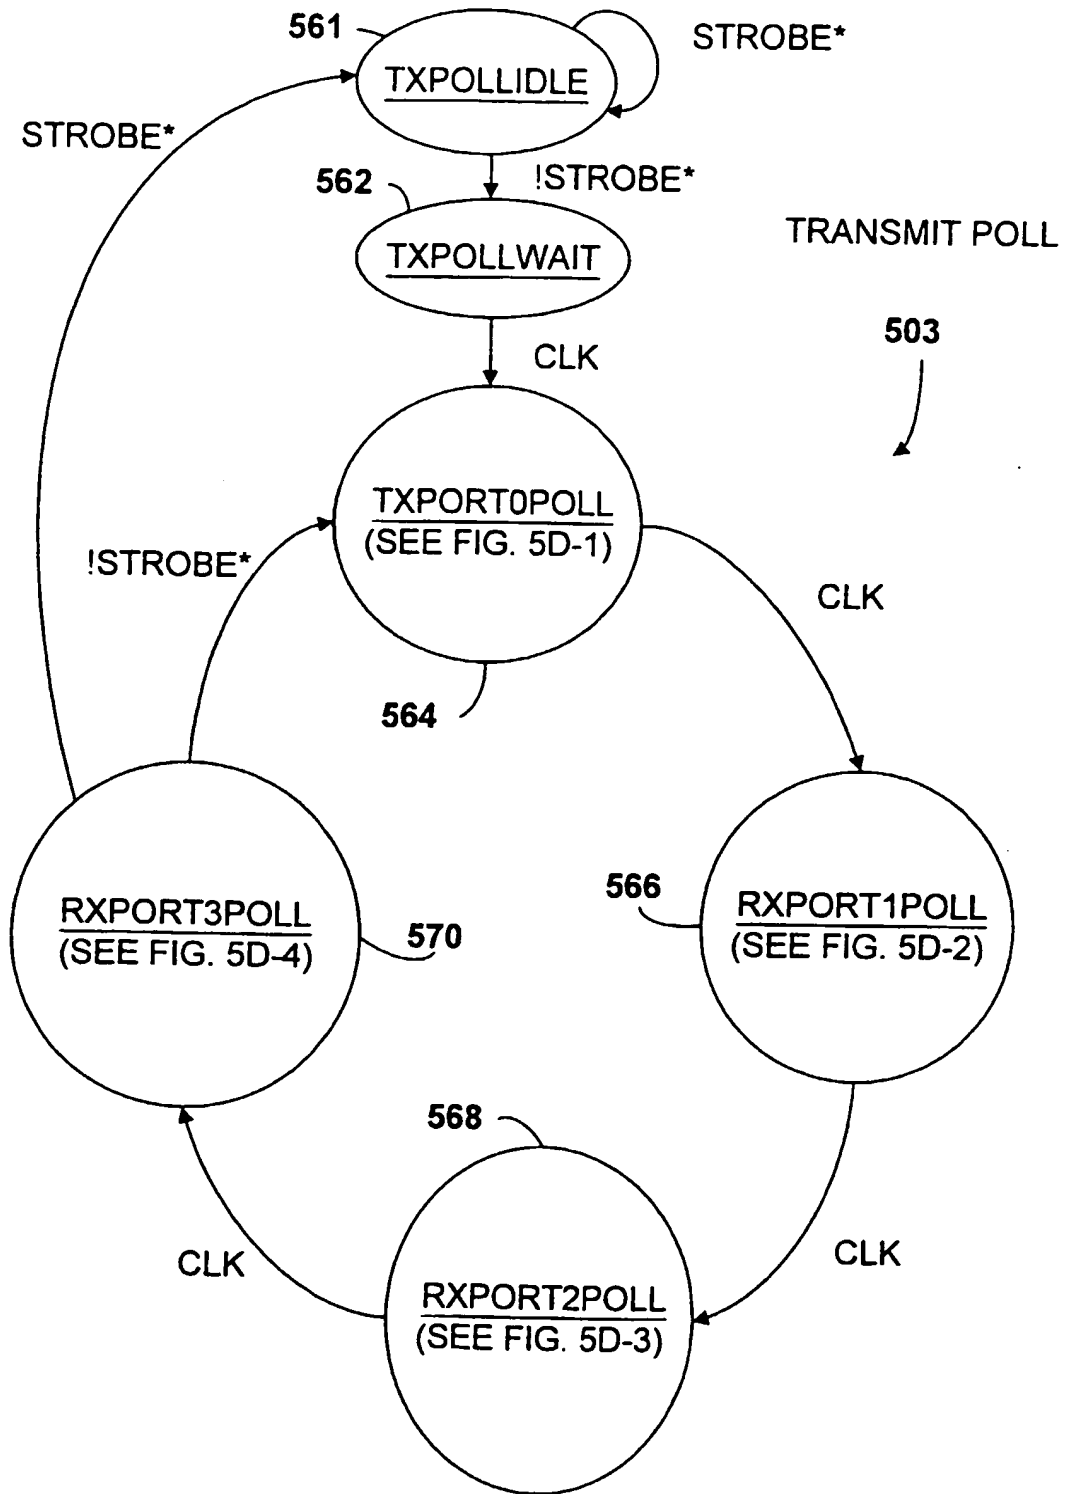 561
STROBE*
TXPOLLIDLE
STROBE*
!STROBE*
562
TXPOLLWAIT
TRANSMIT POLL
503
CLK
TXPORT0POLL
(SEE FIG. 5D-1)
!STROBE*
CLK
564
566
RXPORT3POLL
(SEE FIG. 5D-4)
570
RXPORT1POLL
(SEE FIG. 5D-2)
568
CLK
CLK
RXPORT2POLL
(SEE FIG. 5D-3)